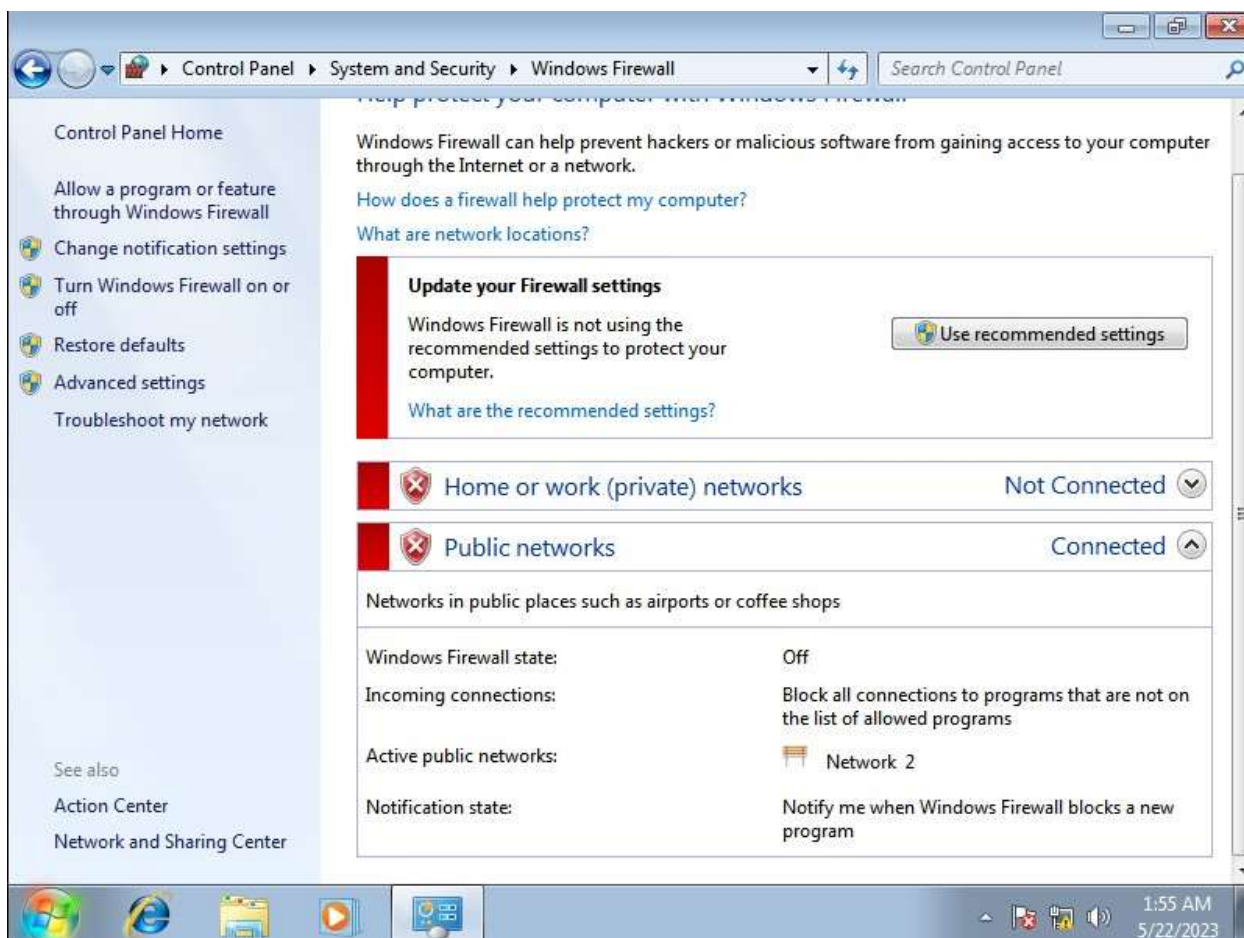 Control Panel ▸ System and Security ▸ Windows Firewall
Search Control Panel
Control Panel Home
Allow a program or feature
through Windows Firewall
Change notification settings
Turn Windows Firewall on or
off
Restore defaults
Advanced settings
Troubleshoot my network
See also
Action Center
Network and Sharing Center
Help protect your computer with Windows Firewall
Windows Firewall can help prevent hackers or malicious software from gaining access to your computer
through the Internet or a network.
How does a firewall help protect my computer?
What are network locations?
Update your Firewall settings
Windows Firewall is not using the
recommended settings to protect your
computer.
Use recommended settings
What are the recommended settings?
Home or work (private) networks Not Connected
Public networks Connected
Networks in public places such as airports or coffee shops
Windows Firewall state: Off
Incoming connections: Block all connections to programs that are not on
the list of allowed programs
Active public networks: Network 2
Notification state: Notify me when Windows Firewall blocks a new
program
1:55 AM
5/22/2023